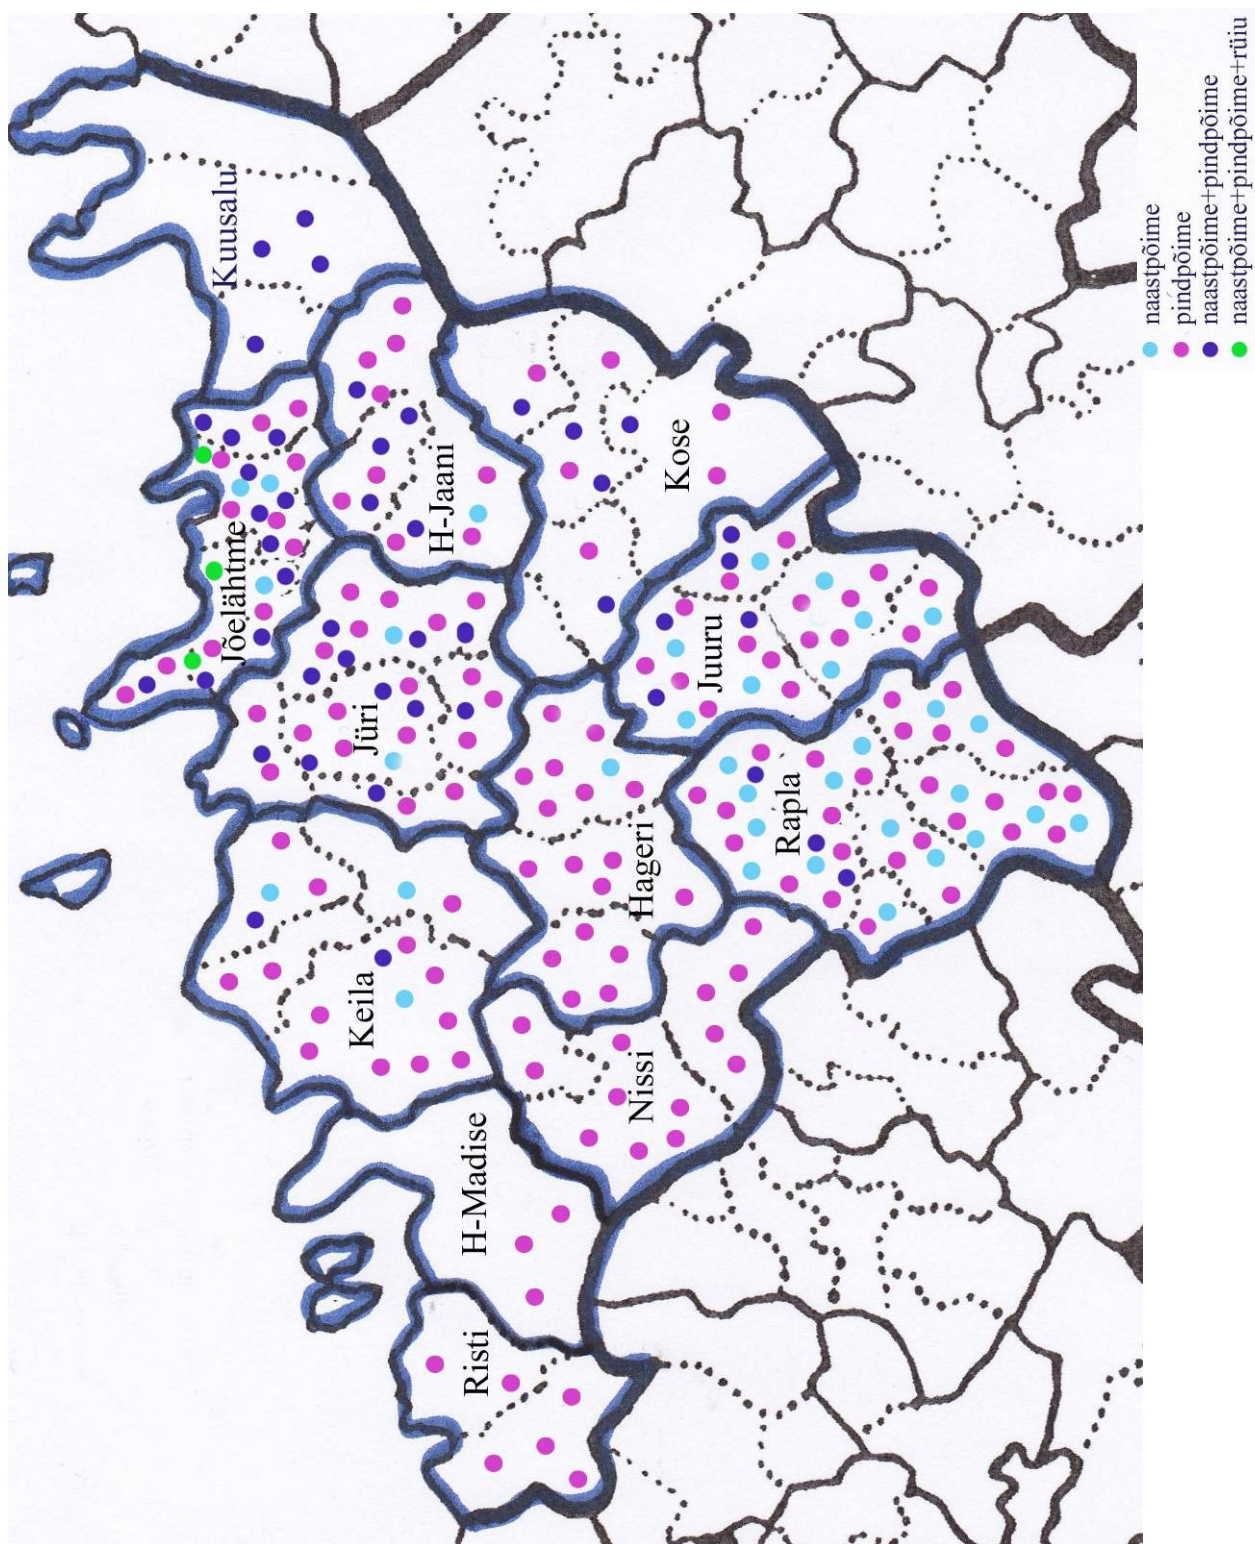 Kuusalu
Jõelähtme
H-Jaani
Kose
Jüri
Juuru
Rapla
Hageri
Keila
Nissi
H-Madise
Risti
naastpõime
pindpõime
naastpõime+pindpõime
naastpõime+pindpõime+rüiu